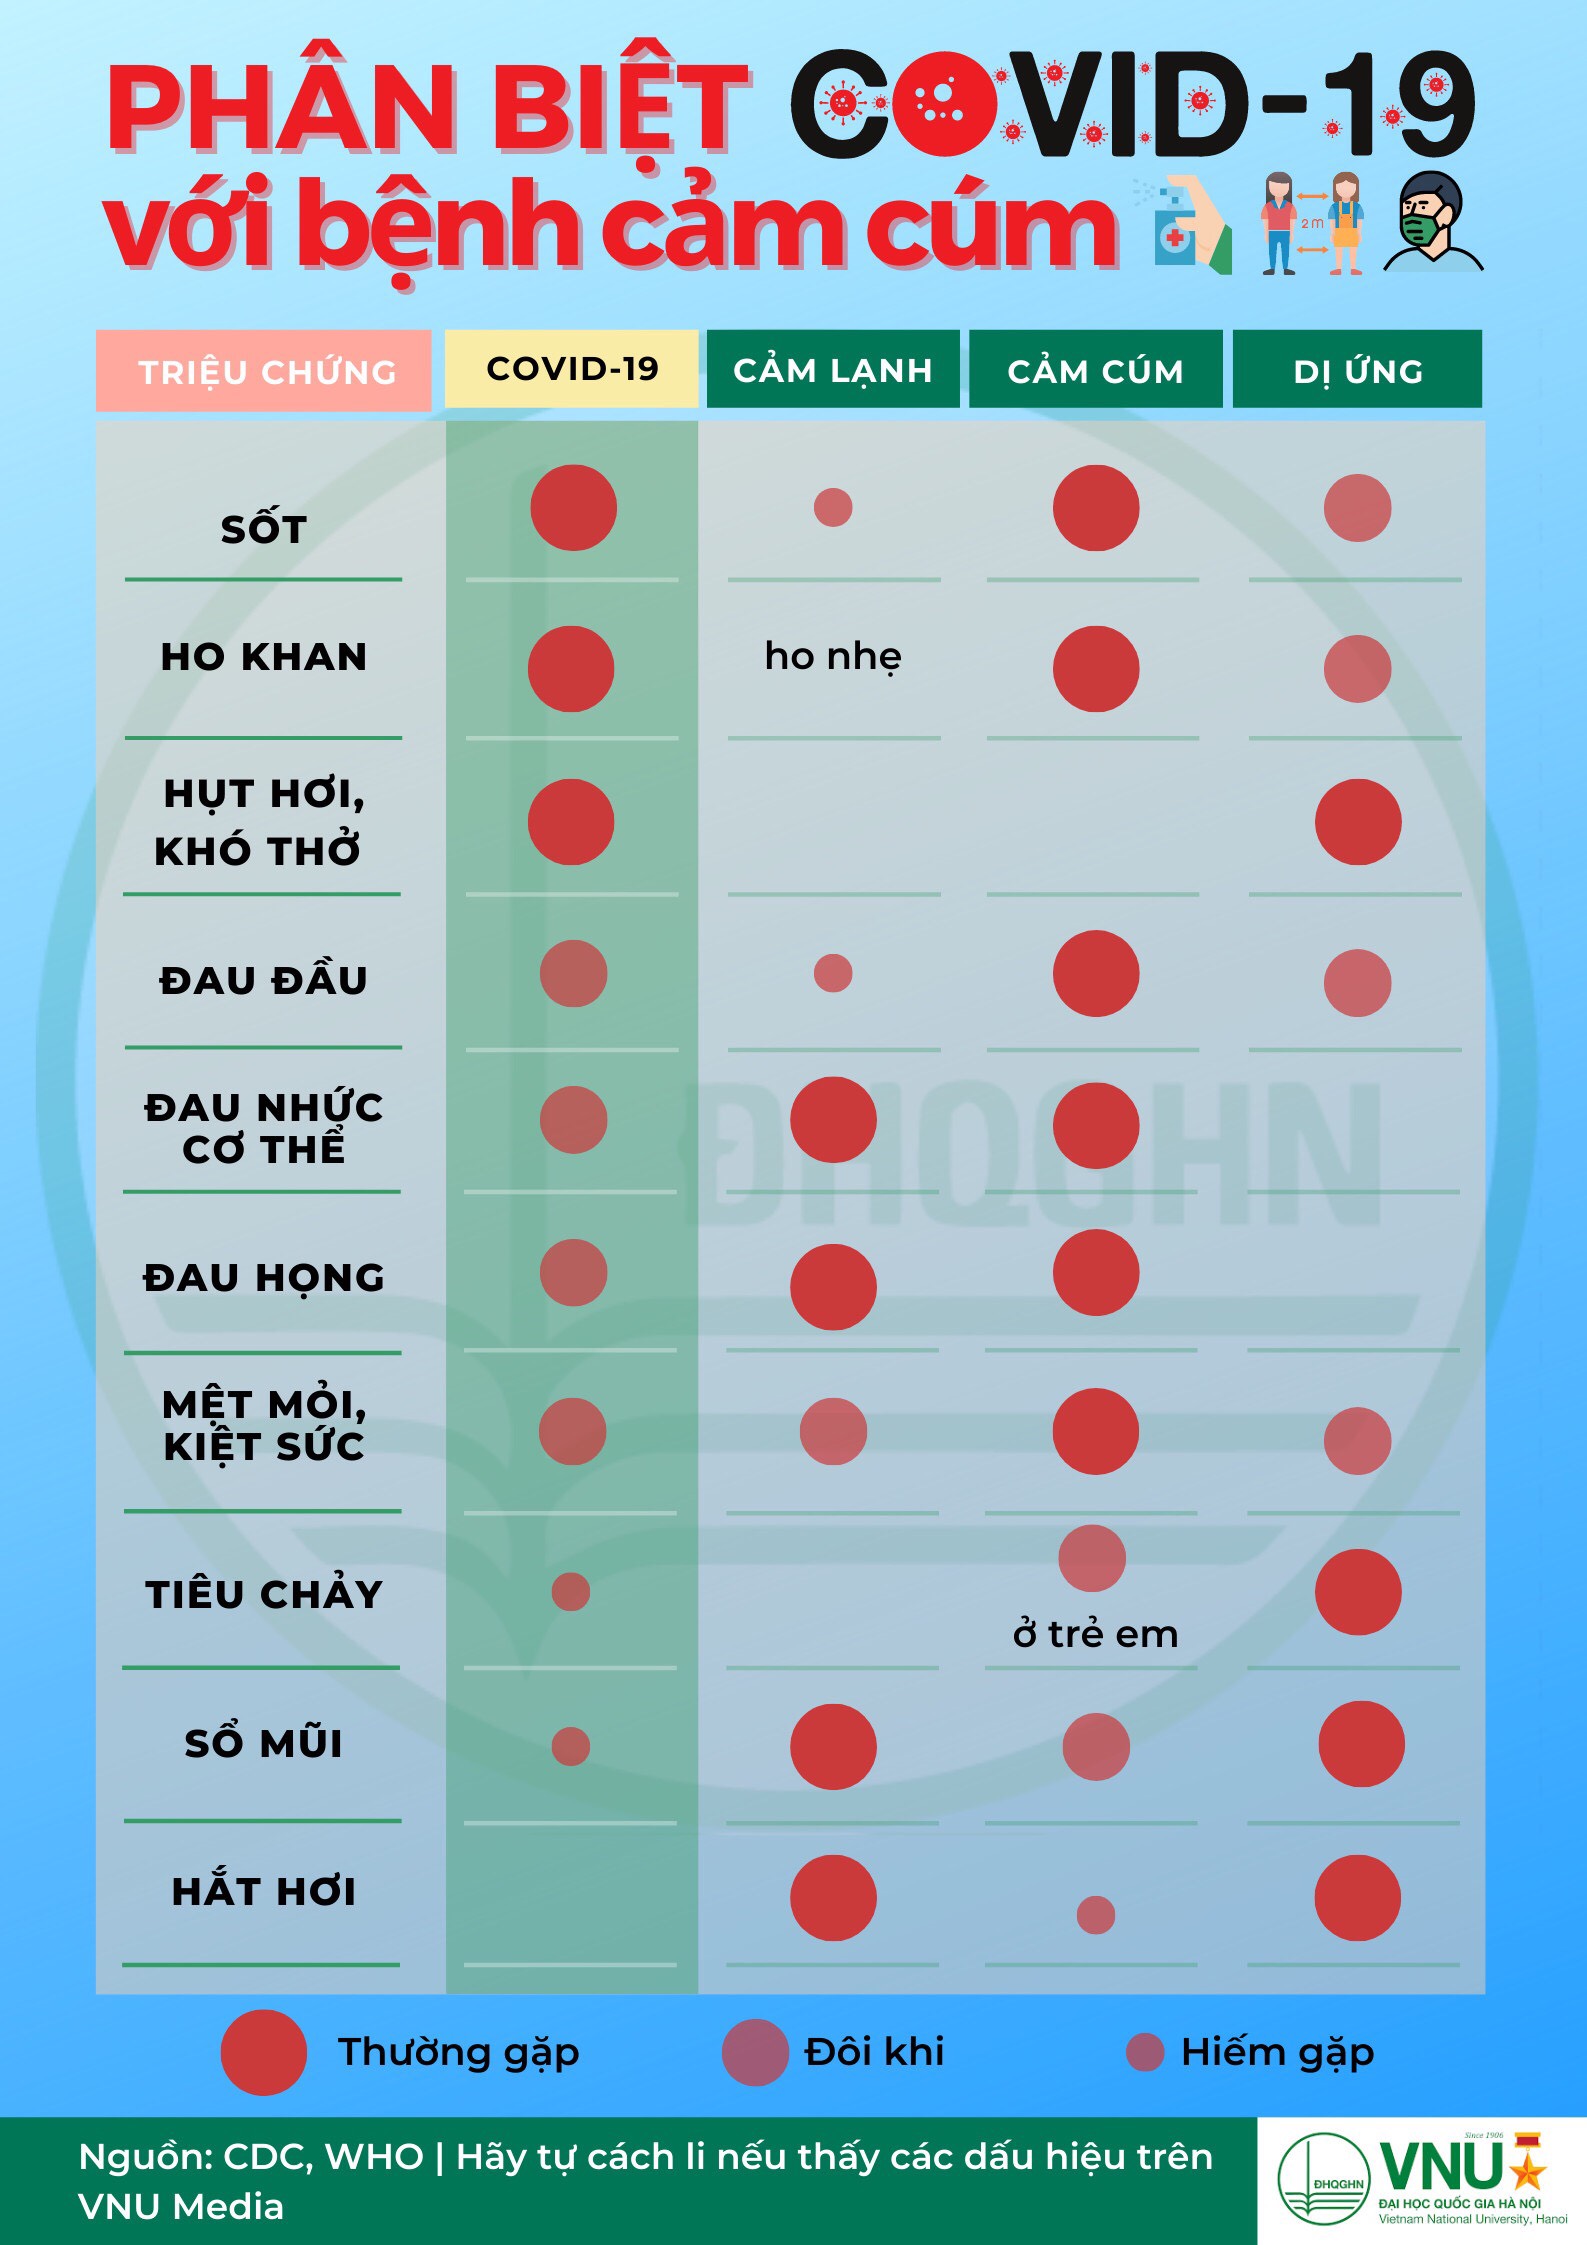 PHÂN BIỆT COVID-19
với bệnh cảm cúm
2 m
TRIỆU CHỨNG
COVID-19
CẢM LẠNH
CẢM CÚM
DỊ ỨNG
SỐT
HO KHAN
ho nhẹ
HỤT HƠI,
KHÓ THỞ
ĐAU ĐẦU
ĐAU NHỨC
CƠ THỂ
ĐHQGHN
ĐAU HỌNG
MỆT MỎI,
KIỆT SỨC
TIÊU CHẢY
ở trẻ em
SỔ MŨI
HẮT HƠI
Thường gặp
Đôi khi
Hiếm gặp
Nguồn: CDC, WHO | Hãy tự cách li nếu thấy các dấu hiệu trên
VNU Media
ĐHQGHN
Since 1906
VNU
ĐẠI HỌC QUỐC GIA HÀ NỘI
Vietnam National University, Hanoi